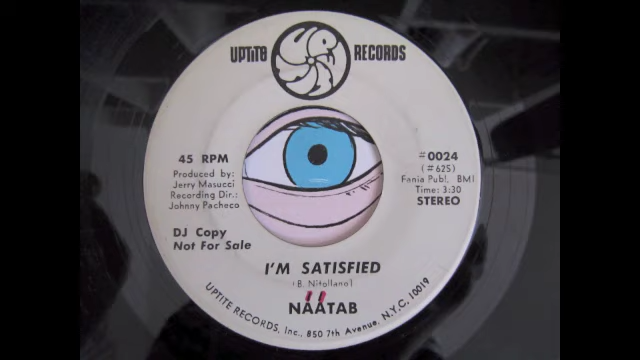 UPTITE RECORDS
45 RPM
Produced by:
Jerry Masucci
Recording Dir.:
Johnny Pacheco
DJ Copy
Not For Sale
#0024
(#625)
Fania Publ. BMI
Time: 3:30
STEREO
I'M SATISFIED
(B. Nitollano)
NAATAB
UPTITE RECORDS, Inc., 850 7th Avenue, N.Y.C. 10019